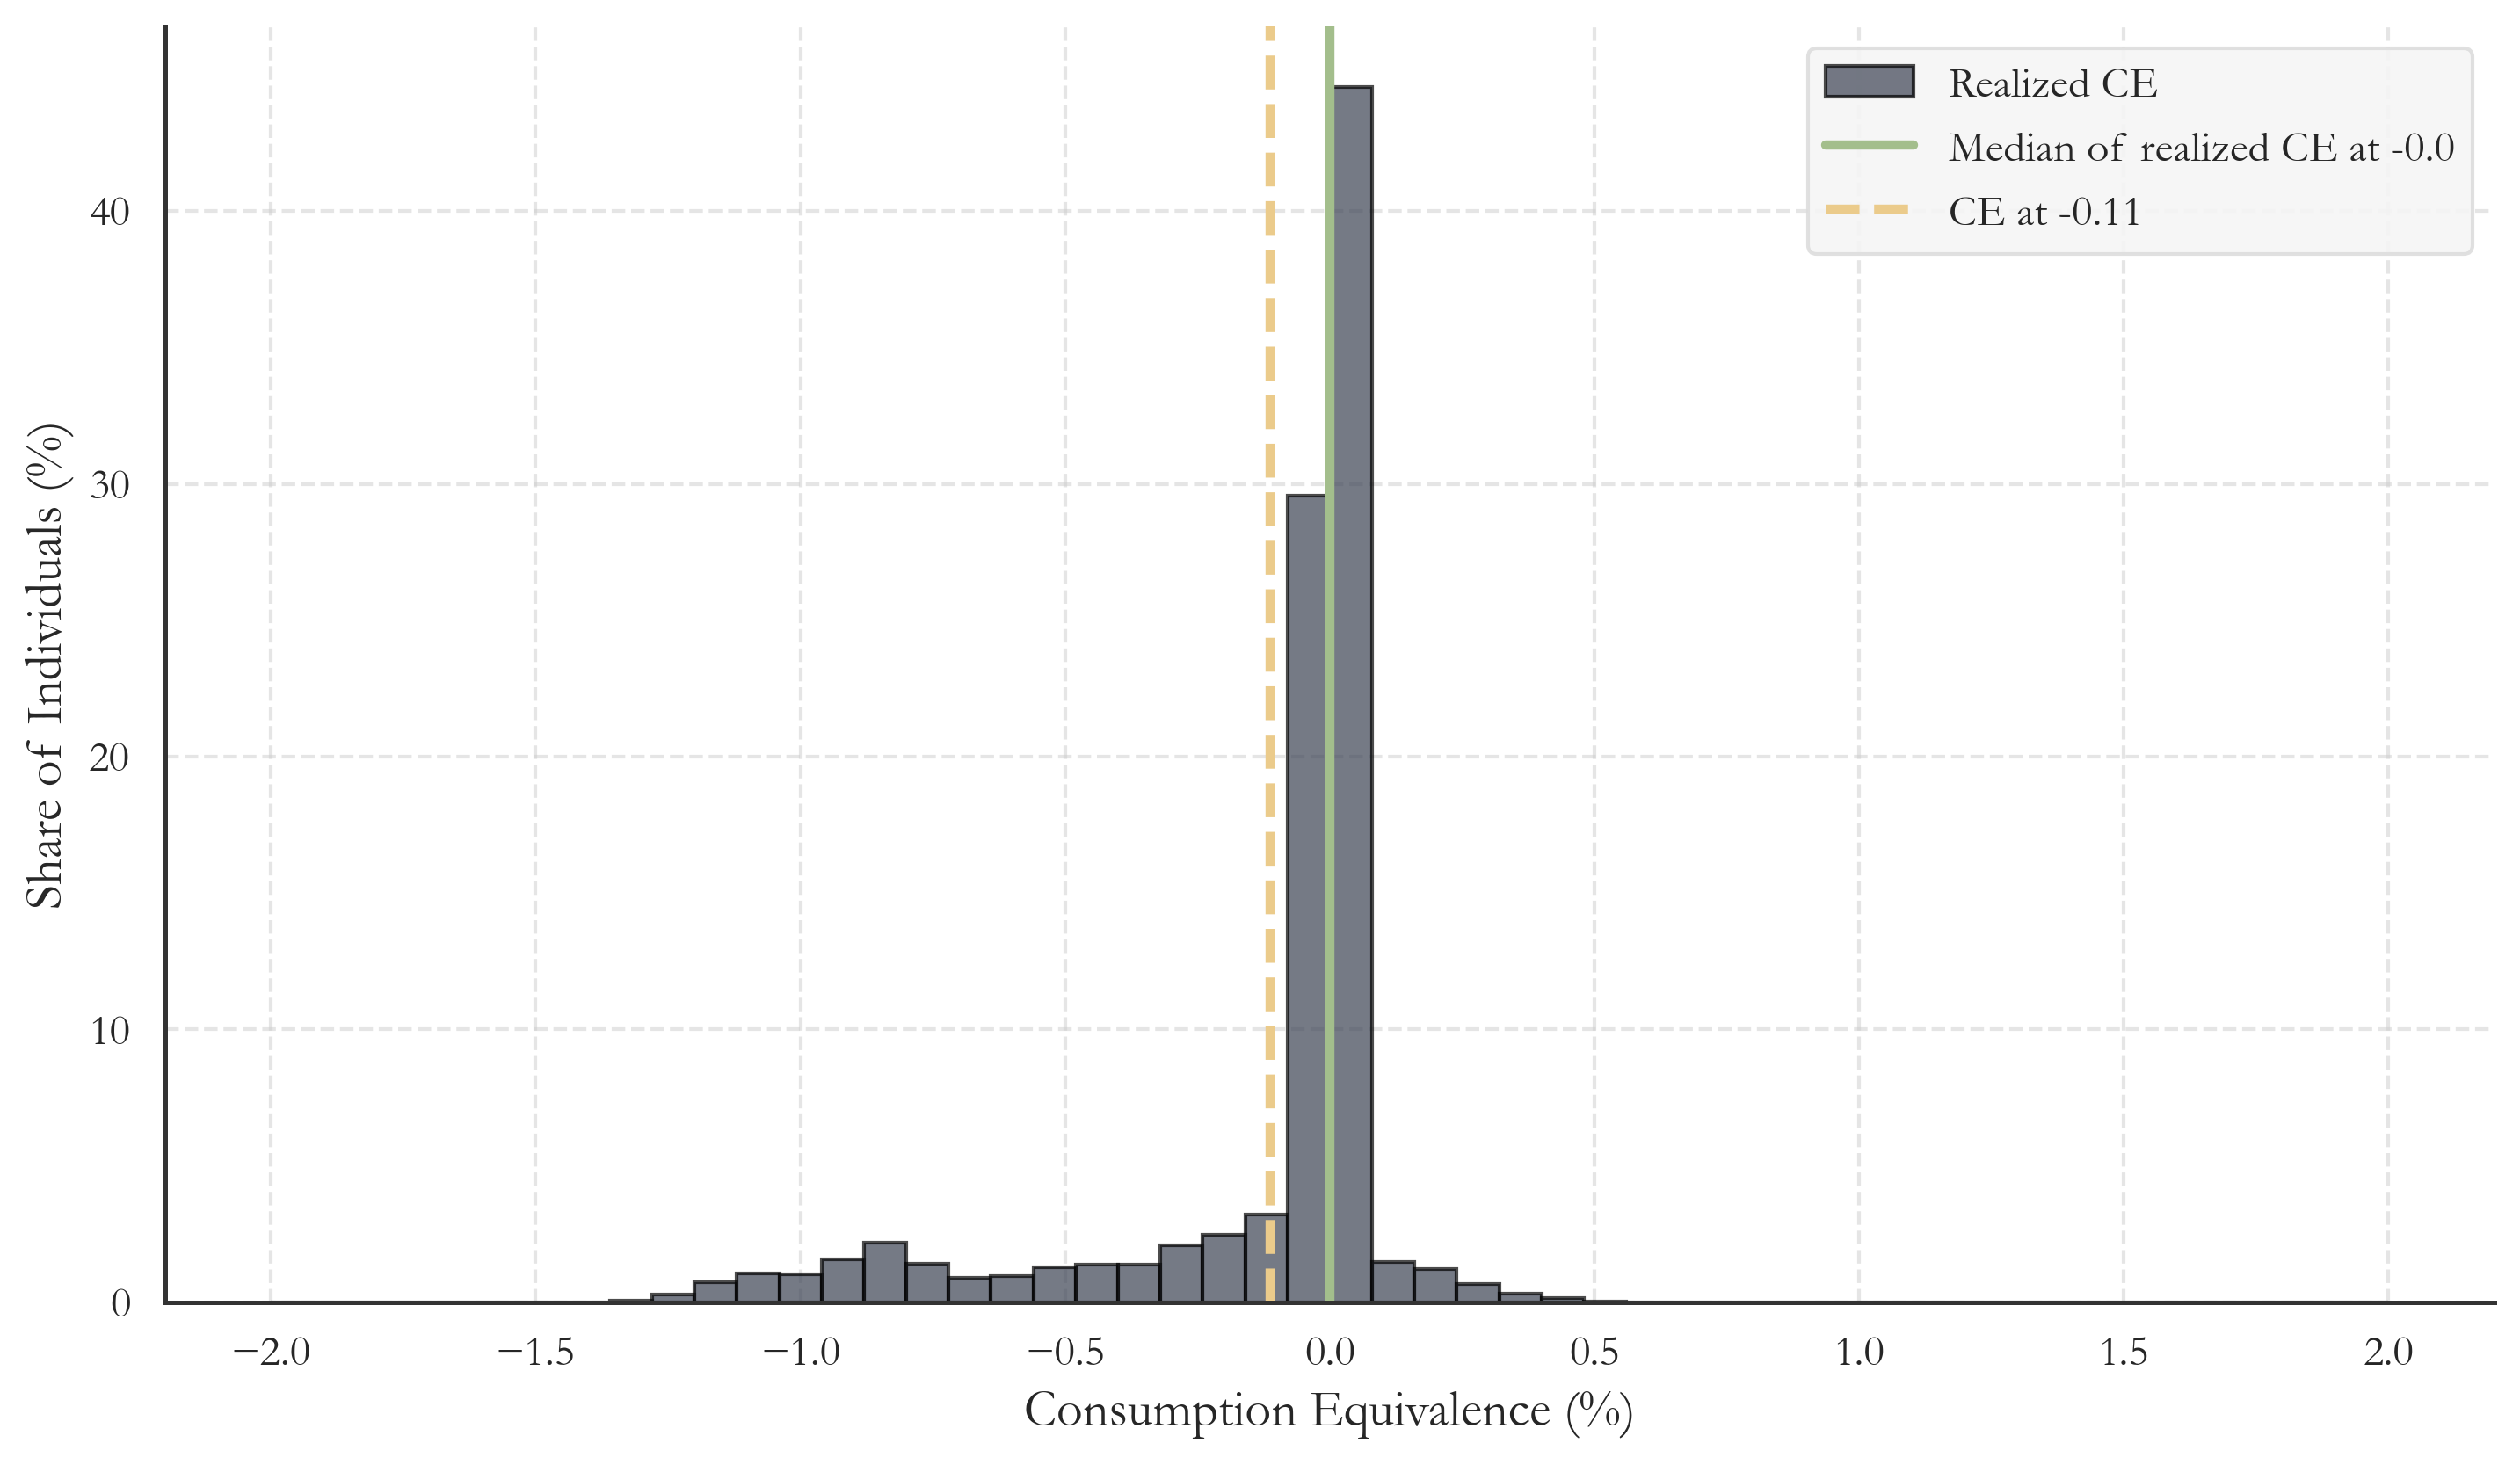 Realized CE
Median of realized CE at -0.0
CE at -0.11
Share of Individuals (%)
40
30
20
10
0
−2.0 −1.5 −1.0 −0.5 0.0 0.5 1.0 1.5 2.0
Consumption Equivalence (%)